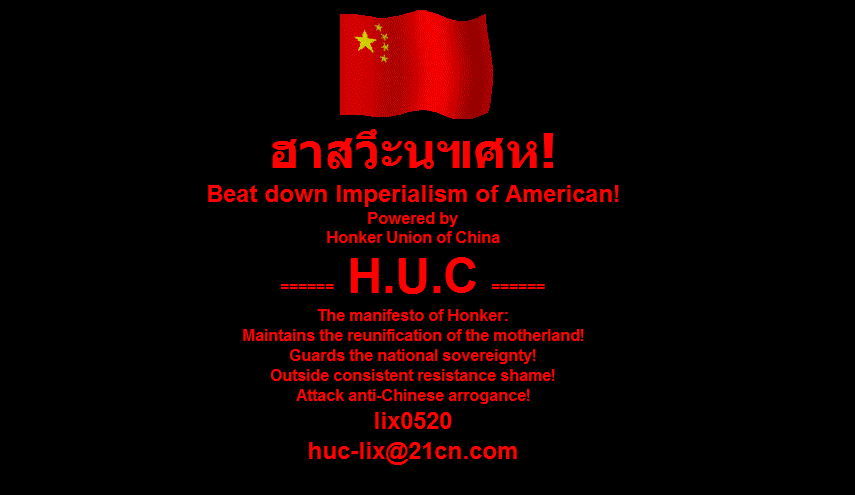 ฮาสวึะน๚ศห!
Beat down Imperialism of American!
Powered by
Honker Union of China
====== H.U.C ======
The manifesto of Honker:
Maintains the reunification of the motherland!
Guards the national sovereignty!
Outside consistent resistance shame!
Attack anti-Chinese arrogance!
lix0520
huc-lix@21cn.com